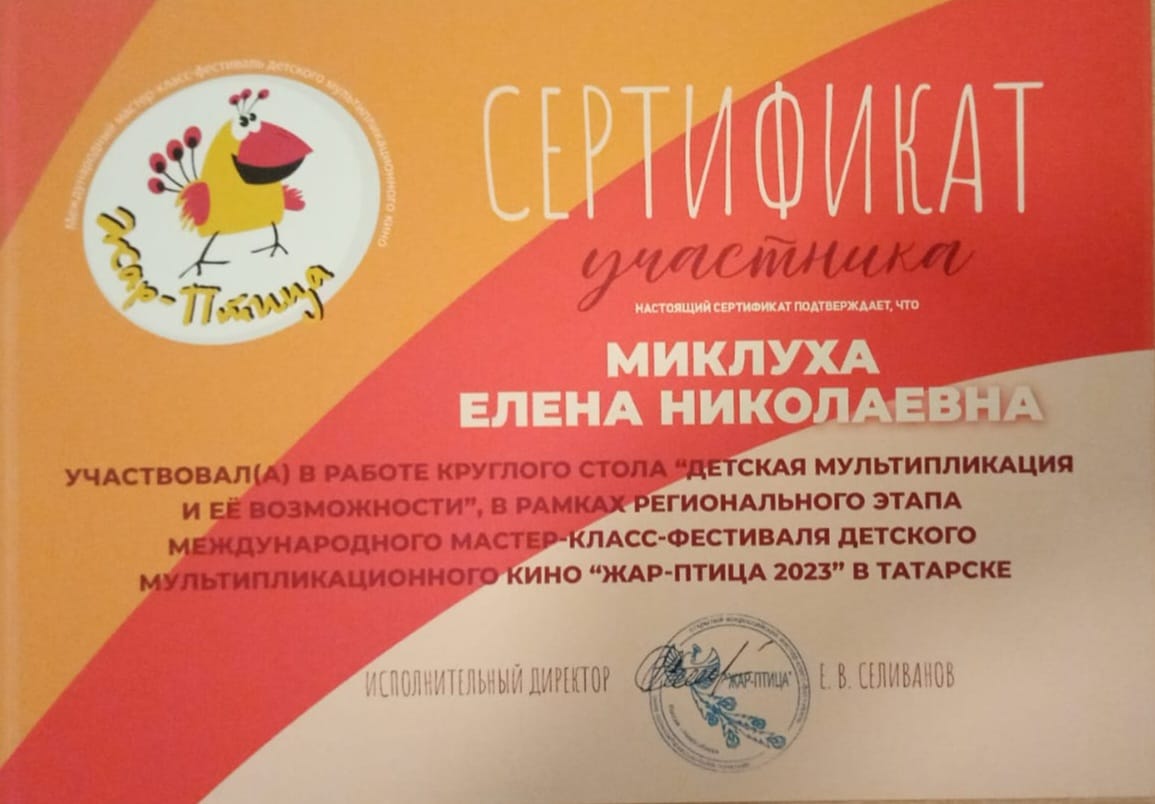 Международный мастер-класс-фестиваль детского мультипликационного кино
Жар-Птица
СЕРТИФИКАТ
участника
НАСТОЯЩИЙ СЕРТИФИКАТ ПОДТВЕРЖДАЕТ, ЧТО
МИКЛУХА
ЕЛЕНА НИКОЛАЕВНА
УЧАСТВОВАЛ(А) В РАБОТЕ КРУГЛОГО СТОЛА “ДЕТСКАЯ МУЛЬТИПЛИКАЦИЯ
И ЕЁ ВОЗМОЖНОСТИ”, В РАМКАХ РЕГИОНАЛЬНОГО ЭТАПА
МЕЖДУНАРОДНОГО МАСТЕР-КЛАСС-ФЕСТИВАЛЯ ДЕТСКОГО
МУЛЬТИПЛИКАЦИОННОГО КИНО “ЖАР-ПТИЦА 2023” В ТАТАРСКЕ
ИСПОЛНИТЕЛЬНЫЙ ДИРЕКТОР
"ЖАР-ПТИЦА"
Е. В. СЕЛИВАНОВ